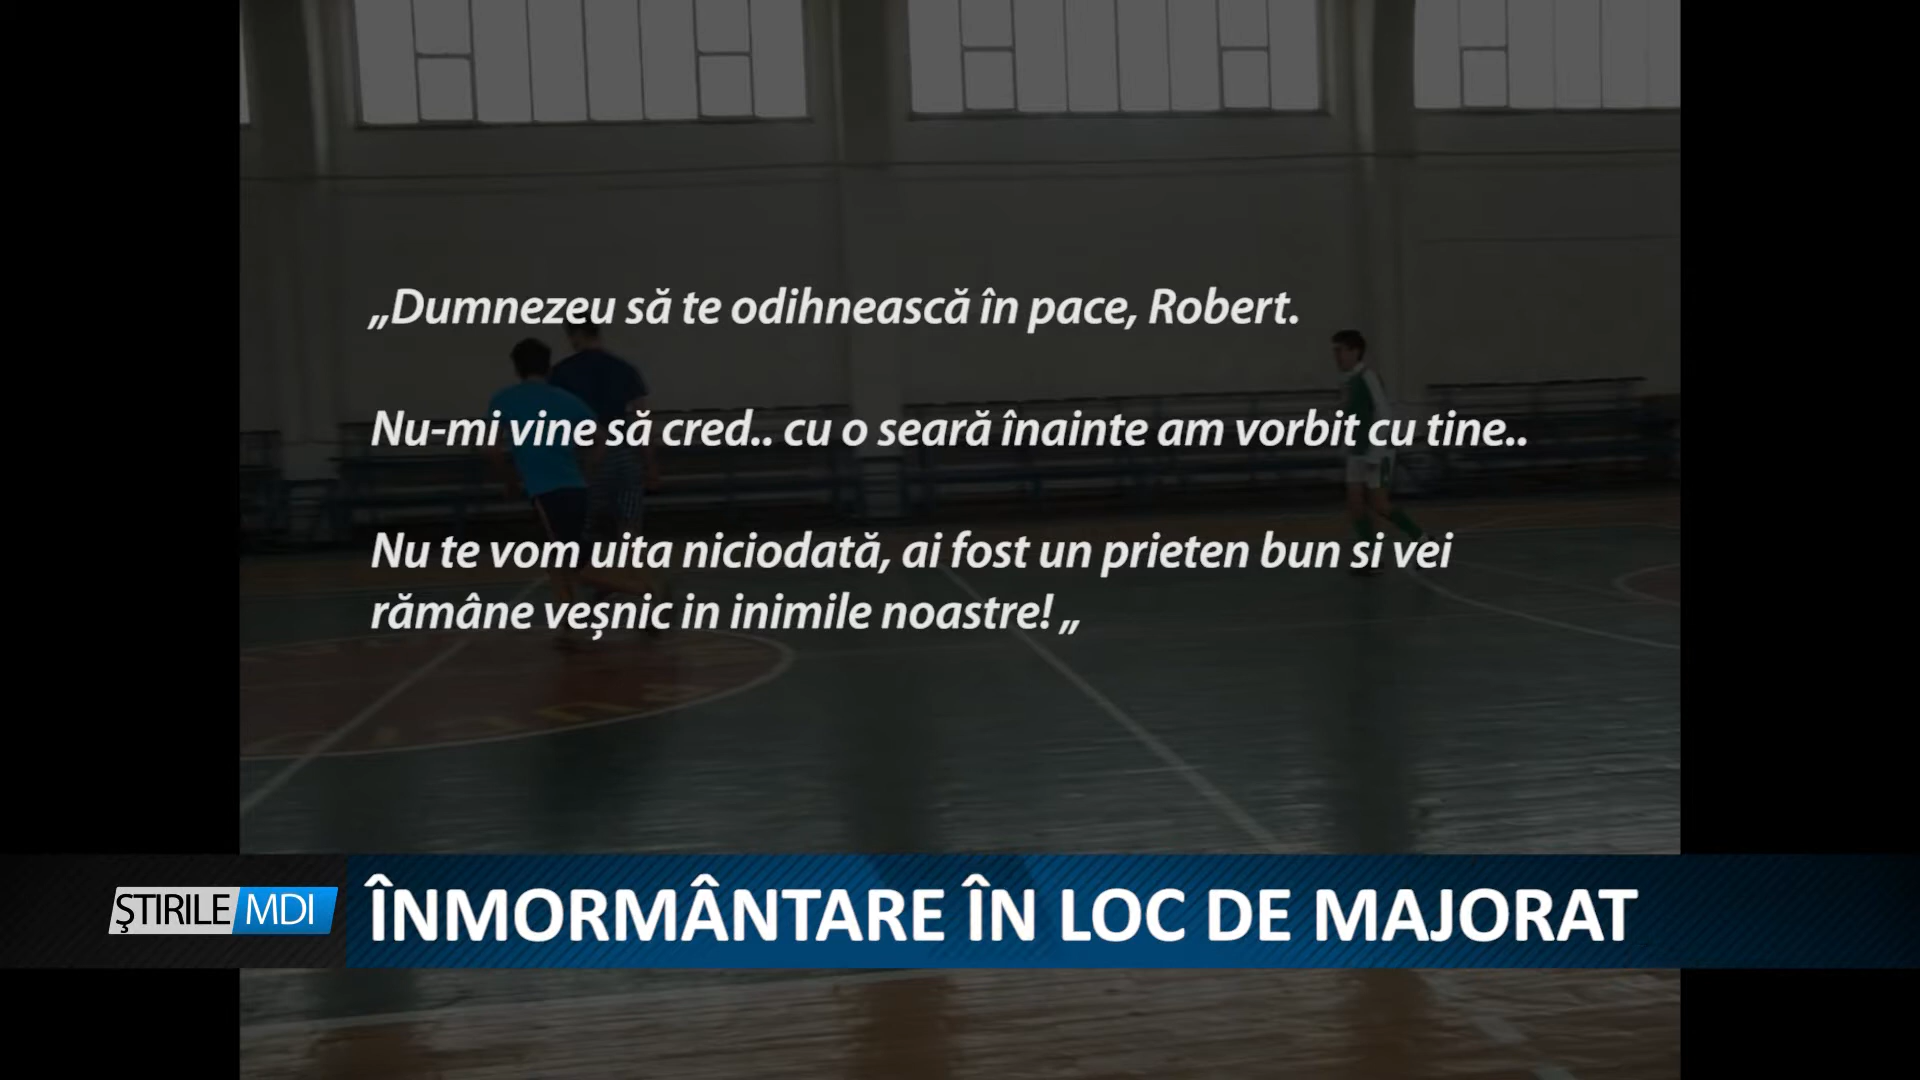 „Dumnezeu să te odihnească în pace, Robert.
Nu-mi vine să cred.. cu o seară înainte am vorbit cu tine..
Nu te vom uita niciodată, ai fost un prieten bun si vei
rămâne veșnic in inimile noastre! „
ŞTIRILE MDI
ÎNMORMÂNTARE ÎN LOC DE MAJORAT